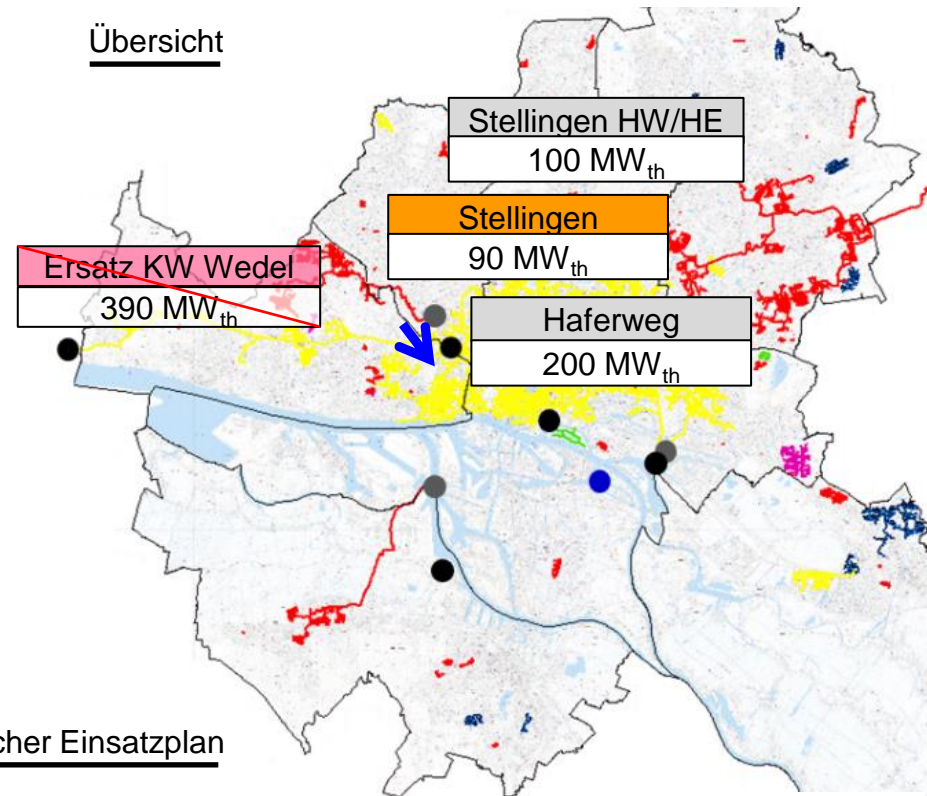 Übersicht
Stellingen HW/HE
100 MWth
Stellingen
90 MWth
Ersatz KW Wedel
390 MWth
Haferweg
200 MWth
cher Einsatzplan